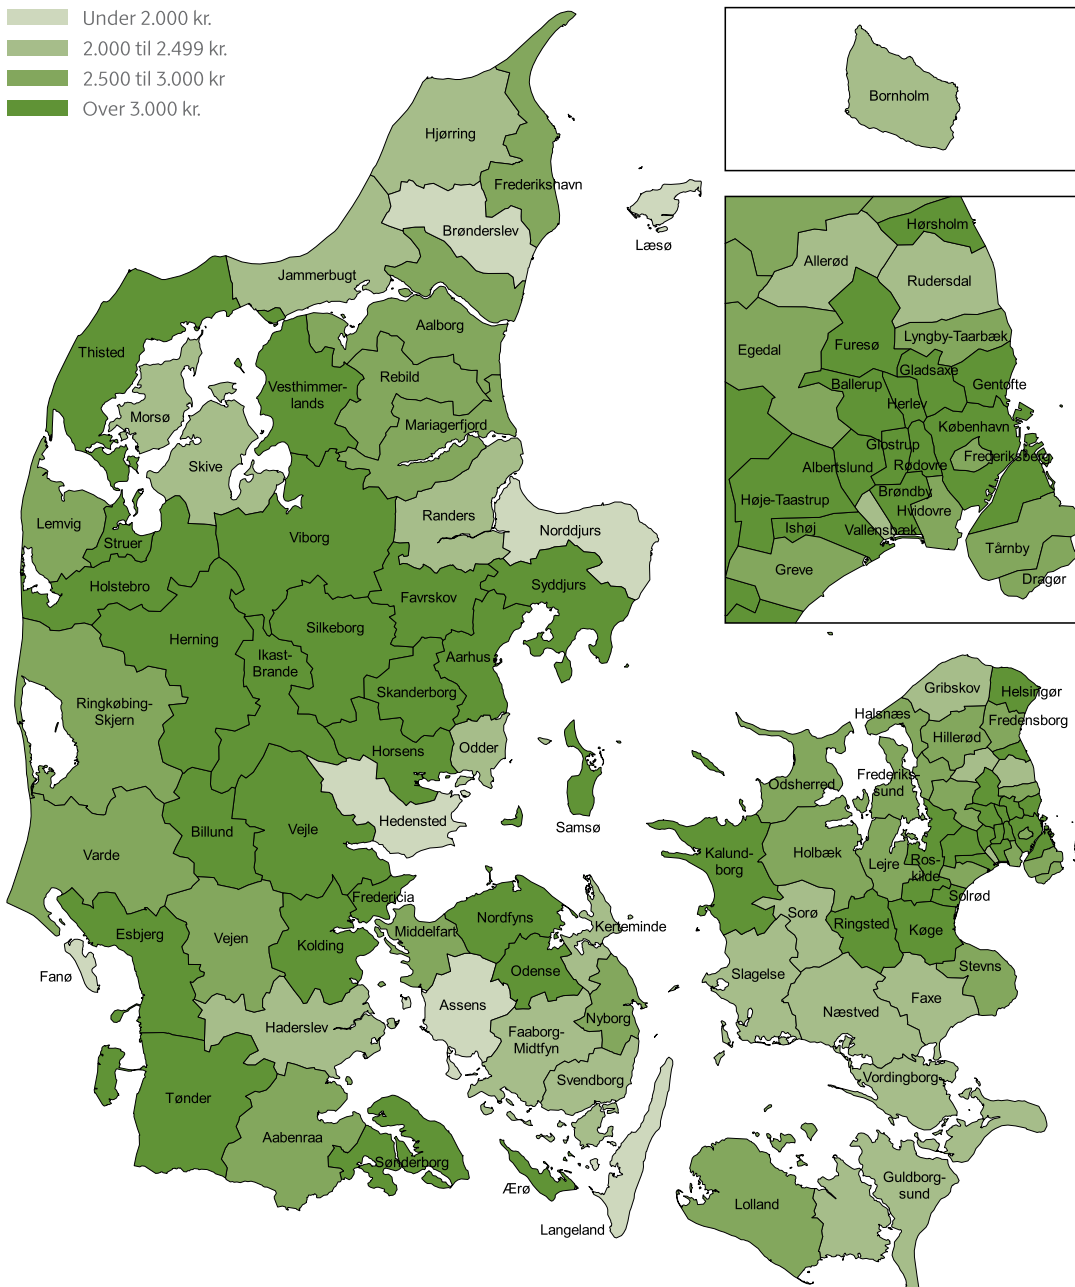 Under 2.000 kr.
2.000 til 2.499 kr.
2.500 til 3.000 kr
Over 3.000 kr.
Bornholm
Hjørring
Frederikshavn
Brønderslev
Læsø
Jammerbugt
Aalborg
Thisted
Rebild
Vesthimmer-
lands
Morsø
Mariagerfjord
Skive
Lemvig
Randers
Norddjurs
Struer
Viborg
Holstebro
Favrskov
Syddjurs
Silkeborg
Herning
Ikast-
Brande
Aarhus
Skanderborg
Ringkøbing-
Skjern
Horsens
Odder
Hedensted
Samsø
Billund
Vejle
Varde
Fredericia
Esbjerg
Vejen
Kolding
Middelfart
Nordfyns
Kerteminde
Fanø
Odense
Assens
Haderslev
Faaborg-
Midtfyn
Nyborg
Svendborg
Tønder
Aabenraa
Sønderborg
Ærø
Langeland
Hørsholm
Allerød
Rudersdal
Lyngby-Taarbæk
Egedal
Furesø
Gladsaxe
Ballerup
Gentofte
Herlev
København
Glostrup
Frederiksberg
Albertslund
Rødovre
Brøndby
Høje-Taastrup
Hvidovre
Ishøj
Vallensbæk
Tårnby
Greve
Dragør
Gribskov
Helsingør
Halsnæs
Fredensborg
Hillerød
Frederiks-
sund
Odsherred
Kalund-
borg
Holbæk
Lejre
Ros-
kilde
Solrød
Sorø
Ringsted
Køge
Slagelse
Stevns
Næstved
Faxe
Vordingborg
Guldborg-
sund
Lolland